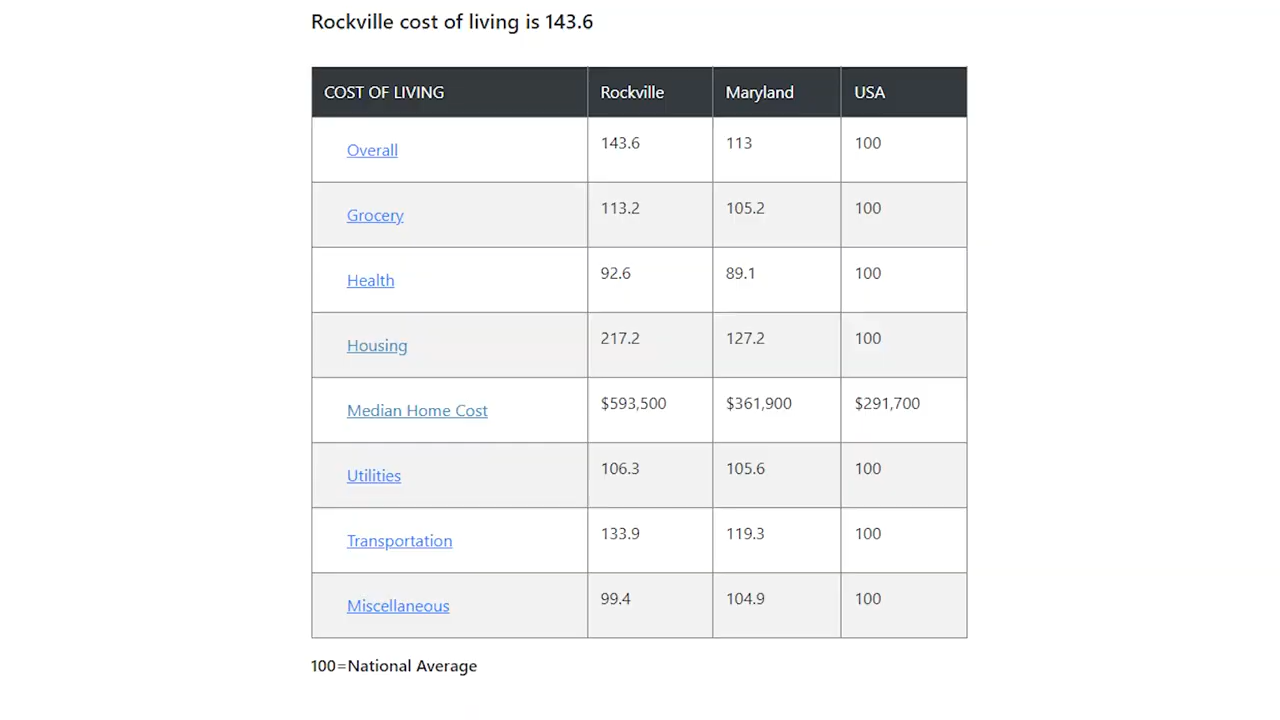 Rockville cost of living is 143.6
COST OF LIVING Rockville Maryland USA
Overall 143.6 113 100
Grocery 113.2 105.2 100
Health 92.6 89.1 100
Housing 217.2 127.2 100
Median Home Cost $593,500 $361,900 $291,700
Utilities 106.3 105.6 100
Transportation 133.9 119.3 100
Miscellaneous 99.4 104.9 100
100=National Average